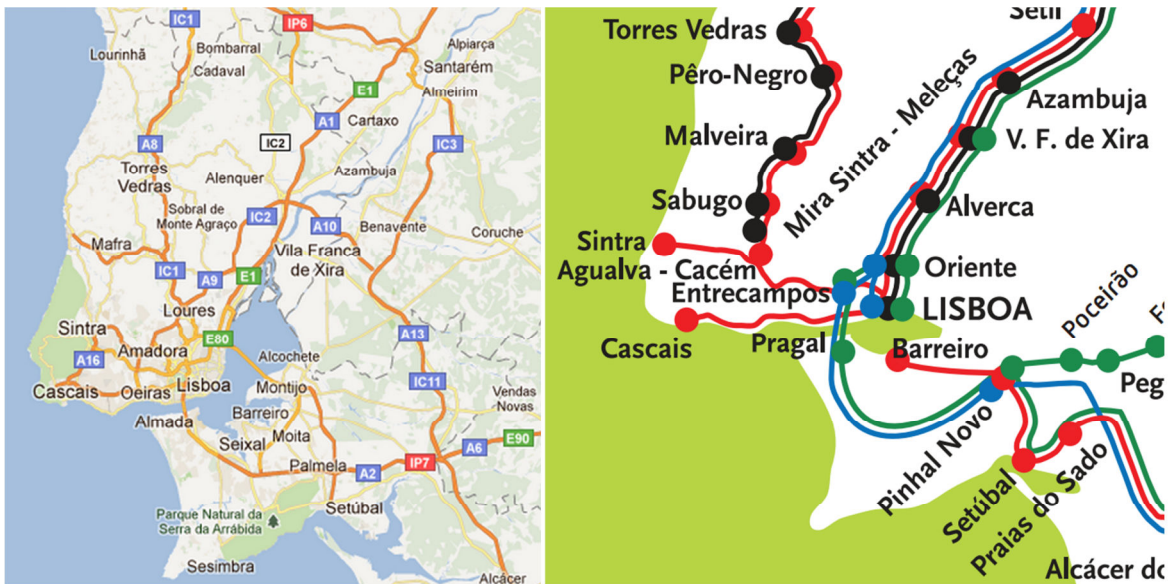 IC1
IP6
Lourinhã
Bombarral
Cadaval
Alpiarça
Santarém
Almeirim
E1
A1
Cartaxo
A8
IC2
IC3
Torres
Vedras
Alenquer
Azambuja
Sobral de
Monte Agraço
IC2
A10
Benavente
Coruche
Mafra
Vila Franca
de Xira
IC1
A9
E1
Loures
Sintra
E80
A13
Amadora
A16
Alcochete
Cascais
Oeiras
Lisboa
Montijo
IC11
Vendas
Novas
Almada
Barreiro
Seixal
Moita
A6
E90
Palmela
A2
IP7
Setúbal
Parque Natural da
Serra da Arrábida
Sesimbra
Alcácer
Setil
Torres Vedras
Pêro-Negro
Azambuja
Malveira
Mira Sintra - Meleças
V. F. de Xira
Sabugo
Alverca
Sintra
Agualva - Cacém
Oriente
Entrecampos
LISBOA
Poceirão
Cascais
Pragal
Barreiro
Peg
Pinhal Novo
Setúbal
Praias do Sado
Alcácer do